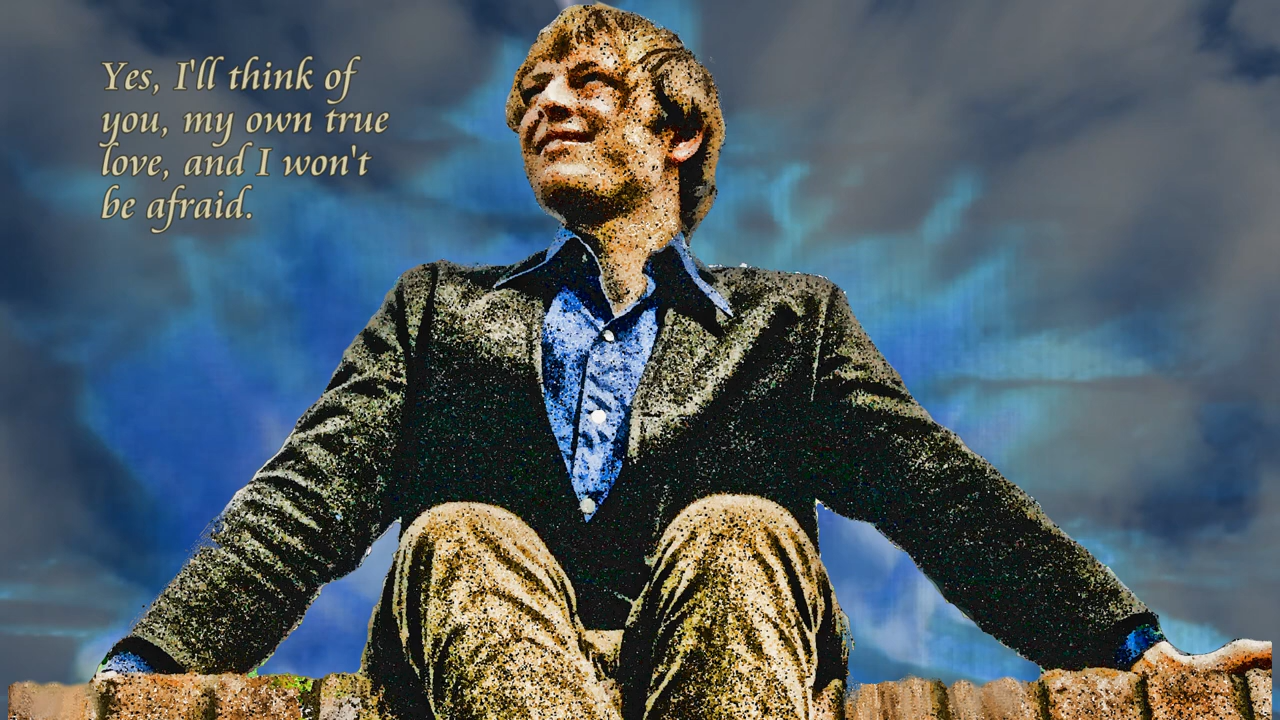 Yes, I'll think of
you, my own true
love, and I won't
be afraid.